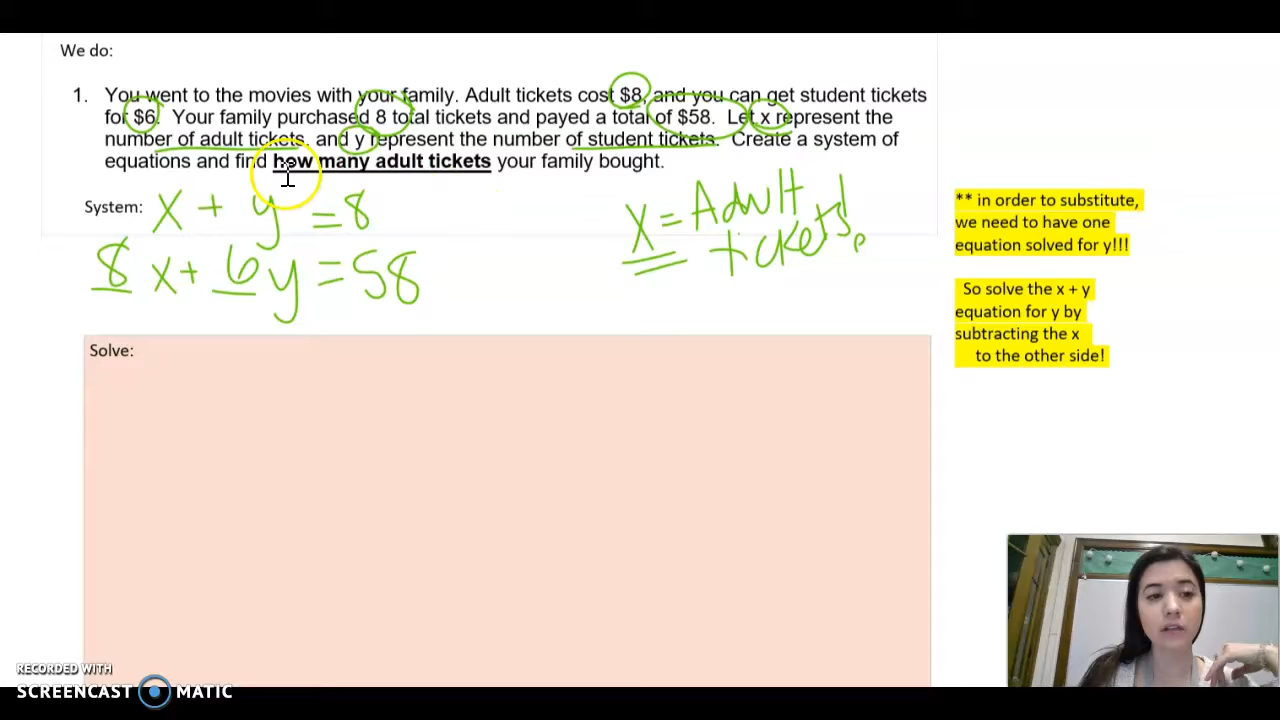 We do:
1. You went to the movies with your family. Adult tickets cost $8, and you can get student tickets
for $6. Your family purchased 8 total tickets and payed a total of $58. Let x represent the
number of adult tickets, and y represent the number of student tickets. Create a system of
equations and find how many adult tickets your family bought.
System: x + y = 8
8x + 6y = 58
x = Adult
tickets.
** in order to substitute,
we need to have one
equation solved for y!!!
So solve the x + y
equation for y by
subtracting the x
to the other side!
Solve:
RECORDED WITH
SCREENCAST MATIC